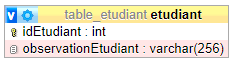 v table_etudiant etudiant
idEtudiant : int
observationEtudiant : varchar(256)